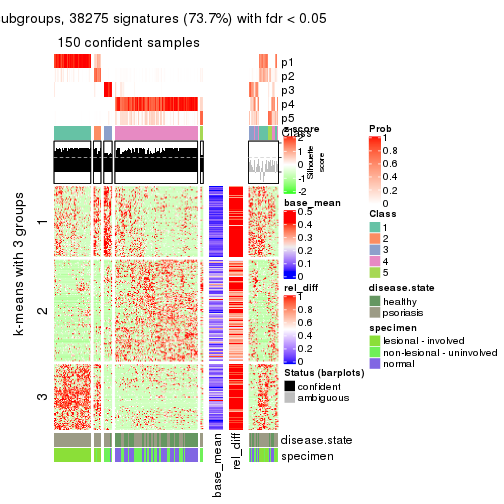 ubgroups, 38275 signatures (73.7%) with fdr < 0.05
150 confident samples
p1
p2
p3
p4
p5
Class
z-score
2
1
0
-1
-2
Silhouette
score
k-means with 3 groups
1
2
3
base_mean
0.5
0.4
0.3
0.2
0.1
0
rel_diff
1
0.8
0.6
0.4
0.2
0
Status (barplots)
confident
ambiguous
Prob
1
0.8
0.6
0.4
0.2
0
Class
1
2
3
4
5
disease.state
healthy
psoriasis
specimen
lesional - involved
non-lesional - uninvolved
normal
disease.state
specimen
base_mean
rel_diff